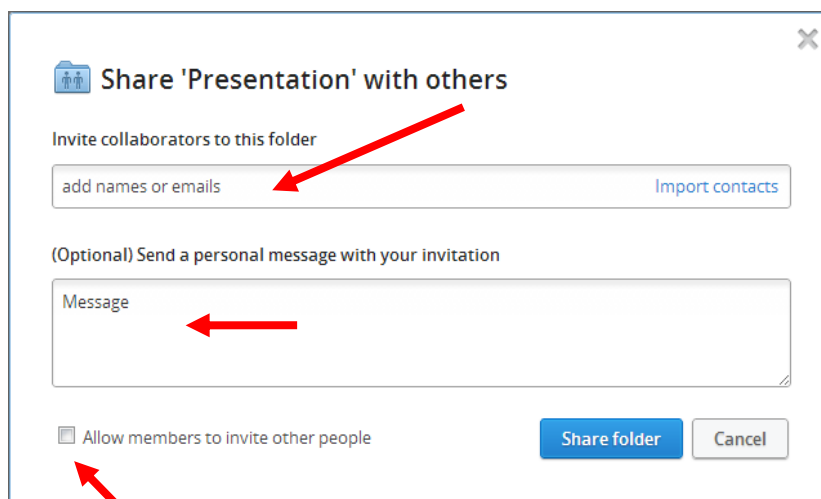 Share 'Presentation' with others
Invite collaborators to this folder
add names or emails Import contacts
(Optional) Send a personal message with your invitation
Message
Allow members to invite other people Share folder Cancel